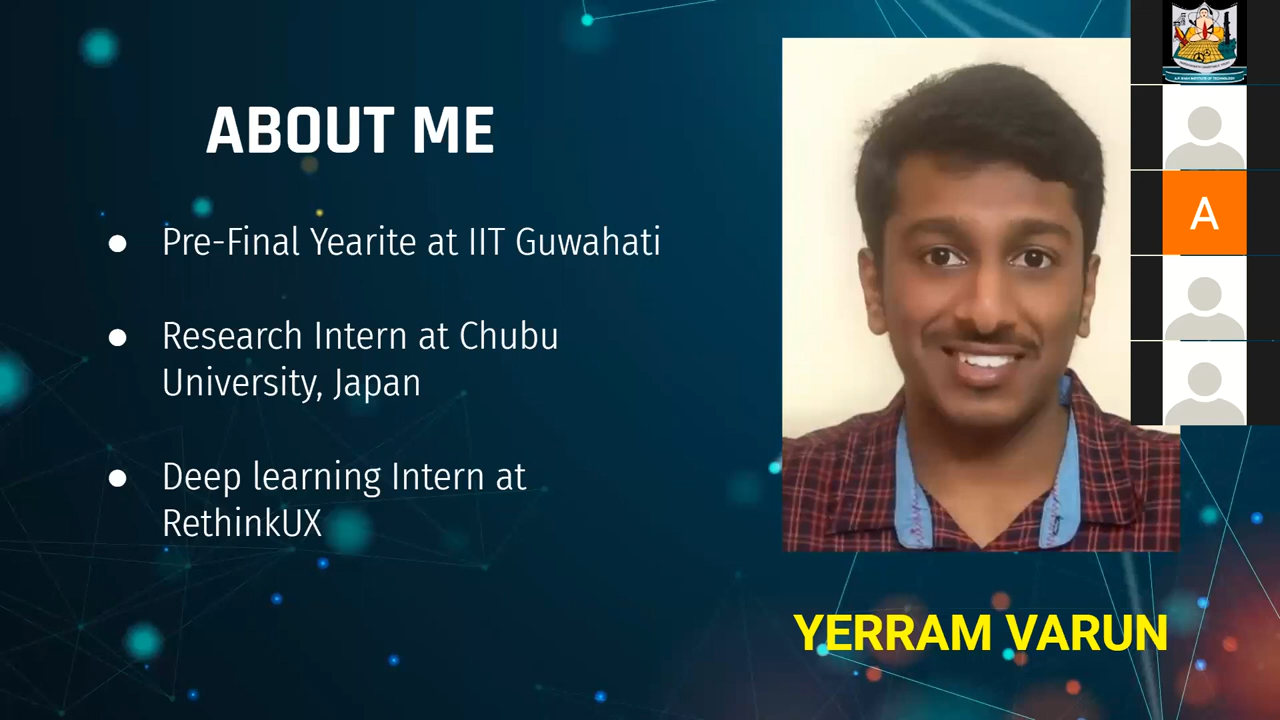 ABOUT ME
● Pre-Final Yearite at IIT Guwahati
● Research Intern at Chubu
University, Japan
● Deep learning Intern at
RethinkUX
YERRAM VARUN
A